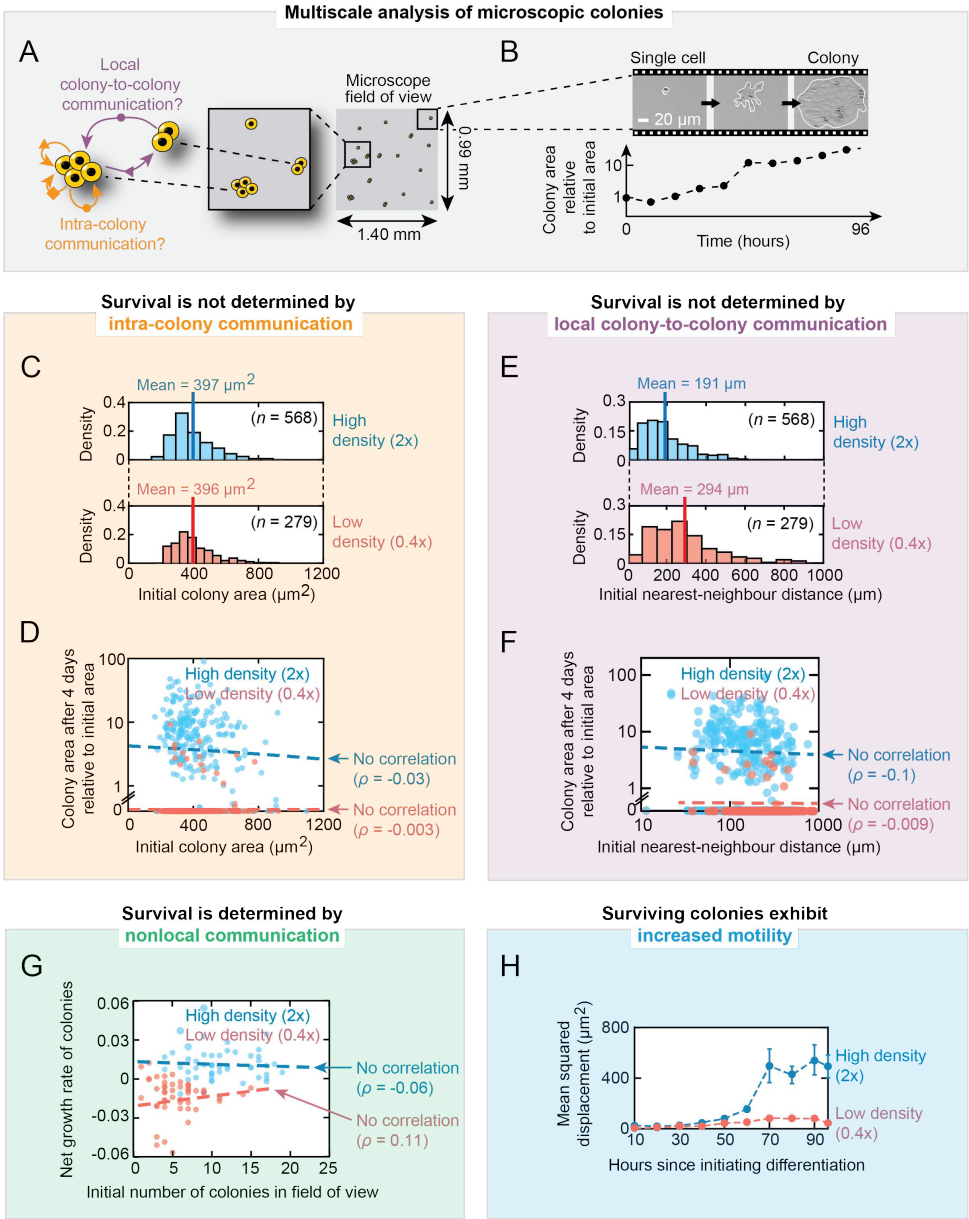 Multiscale analysis of microscopic colonies
A
Local
colony-to-colony
communication?
Intra-colony
communication?
Microscope
field of view
0.99 mm
1.40 mm
B
Single cell
Colony
20 µm
Colony area
relative
to initial area
10
1
0
96
Time (hours)
Survival is not determined by
intra-colony communication
C
Mean = 397 µm²
Density
0.4
0.2
0
(n = 568)
High
density (2x)
Mean = 396 µm²
Density
0.4
0.2
0
(n = 279)
Low
density (0.4x)
0 400 800 1200
Initial colony area (µm²)
D
Colony area after 4 days
relative to initial area
100
10
1
0
High density (2x)
Low density (0.4x)
No correlation
(ρ = -0.03)
No correlation
(ρ = -0.003)
0 400 800 1200
Initial colony area (µm²)
Survival is not determined by
local colony-to-colony communication
E
Mean = 191 µm
Density
0.3
0.15
0
(n = 568)
High
density (2x)
Mean = 294 µm
Density
0.3
0.15
0
(n = 279)
Low
density (0.4x)
0 200 400 600 800 1000
Initial nearest-neighbour distance (µm)
F
Colony area after 4 days
relative to initial area
100
10
1
0
High density (2x)
Low density (0.4x)
No correlation
(ρ = -0.1)
No correlation
(ρ = -0.009)
10 100 1000
Initial nearest-neighbour distance (µm)
Survival is determined by
nonlocal communication
G
Net growth rate of colonies
0.06
0.03
0
-0.03
-0.06
High density (2x)
Low density (0.4x)
No correlation
(ρ = -0.06)
No correlation
(ρ = 0.11)
0 5 10 15 20 25
Initial number of colonies in field of view
Surviving colonies exhibit
increased motility
H
Mean squared
displacement (µm²)
800
400
0
High density
(2x)
Low density
(0.4x)
10 30 50 70 90
Hours since initiating differentiation